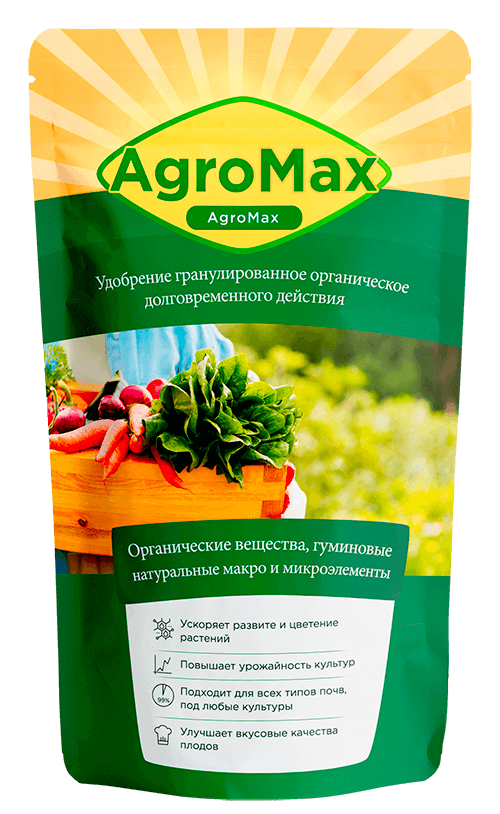 AgroMax
AgroMax
Удобрение гранулированное органическое
долговременного действия
Органические вещества, гуминовые
натуральные макро и микроэлементы
Ускоряет развите и цветение
растений
Повышает урожайность культур
99%
Подходит для всех типов почв,
под любые культуры
Улучшает вкусовые качества
плодов